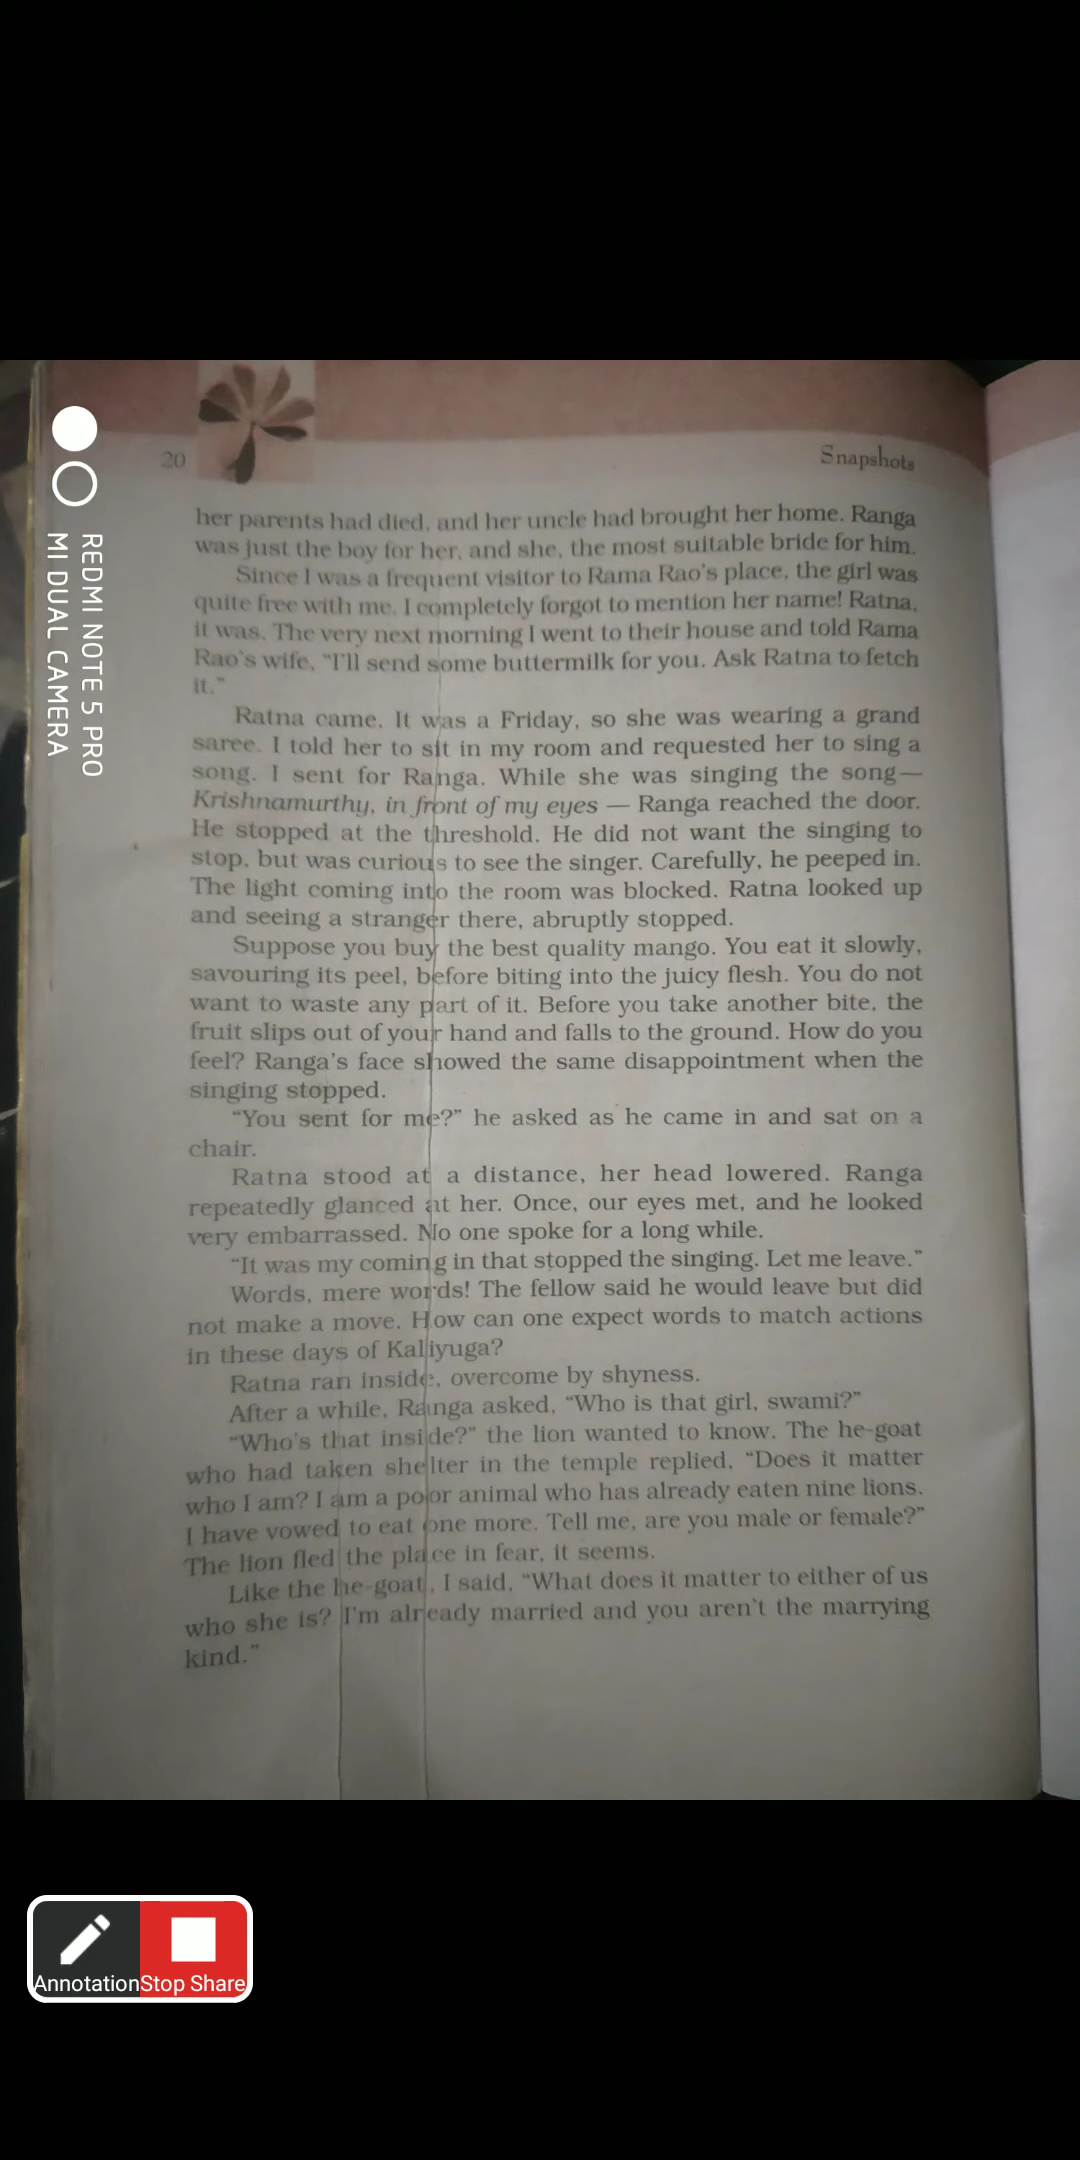 20
Snapshots
her parents had died, and her uncle had brought her home. Ranga
was just the boy for her, and she, the most suitable bride for him.
Since I was a frequent visitor to Rama Rao's place, the girl was
quite free with me. I completely forgot to mention her name! Ratna,
it was. The very next morning I went to their house and told Rama
Rao's wife, “I'll send some buttermilk for you. Ask Ratna to fetch
it.”
Ratna came. It was a Friday, so she was wearing a grand
saree. I told her to sit in my room and requested her to sing a
song. I sent for Ranga. While she was singing the song—
Krishnamurthy, in front of my eyes — Ranga reached the door.
He stopped at the threshold. He did not want the singing to
stop, but was curious to see the singer. Carefully, he peeped in.
The light coming into the room was blocked. Ratna looked up
and seeing a stranger there, abruptly stopped.
Suppose you buy the best quality mango. You eat it slowly,
savouring its peel, before biting into the juicy flesh. You do not
want to waste any part of it. Before you take another bite, the
fruit slips out of your hand and falls to the ground. How do you
feel? Ranga's face showed the same disappointment when the
singing stopped.
“You sent for me?” he asked as he came in and sat on a
chair.
Ratna stood at a distance, her head lowered. Ranga
repeatedly glanced at her. Once, our eyes met, and he looked
very embarrassed. No one spoke for a long while.
“It was my coming in that stopped the singing. Let me leave.”
Words, mere words! The fellow said he would leave but did
not make a move. How can one expect words to match actions
in these days of Kaliyuga?
Ratna ran inside, overcome by shyness.
After a while, Ranga asked, “Who is that girl, swami?”
“Who's that inside?” the lion wanted to know. The he-goat
who had taken shelter in the temple replied, “Does it matter
who I am? I am a poor animal who has already eaten nine lions.
I have vowed to eat one more. Tell me, are you male or female?”
The lion fled the place in fear, it seems.
Like the he-goat, I said, “What does it matter to either of us
who she is? I'm already married and you aren't the marrying
kind.”
REDMI NOTE 5 PRO
MI DUAL CAMERA
Annotation
Stop Share